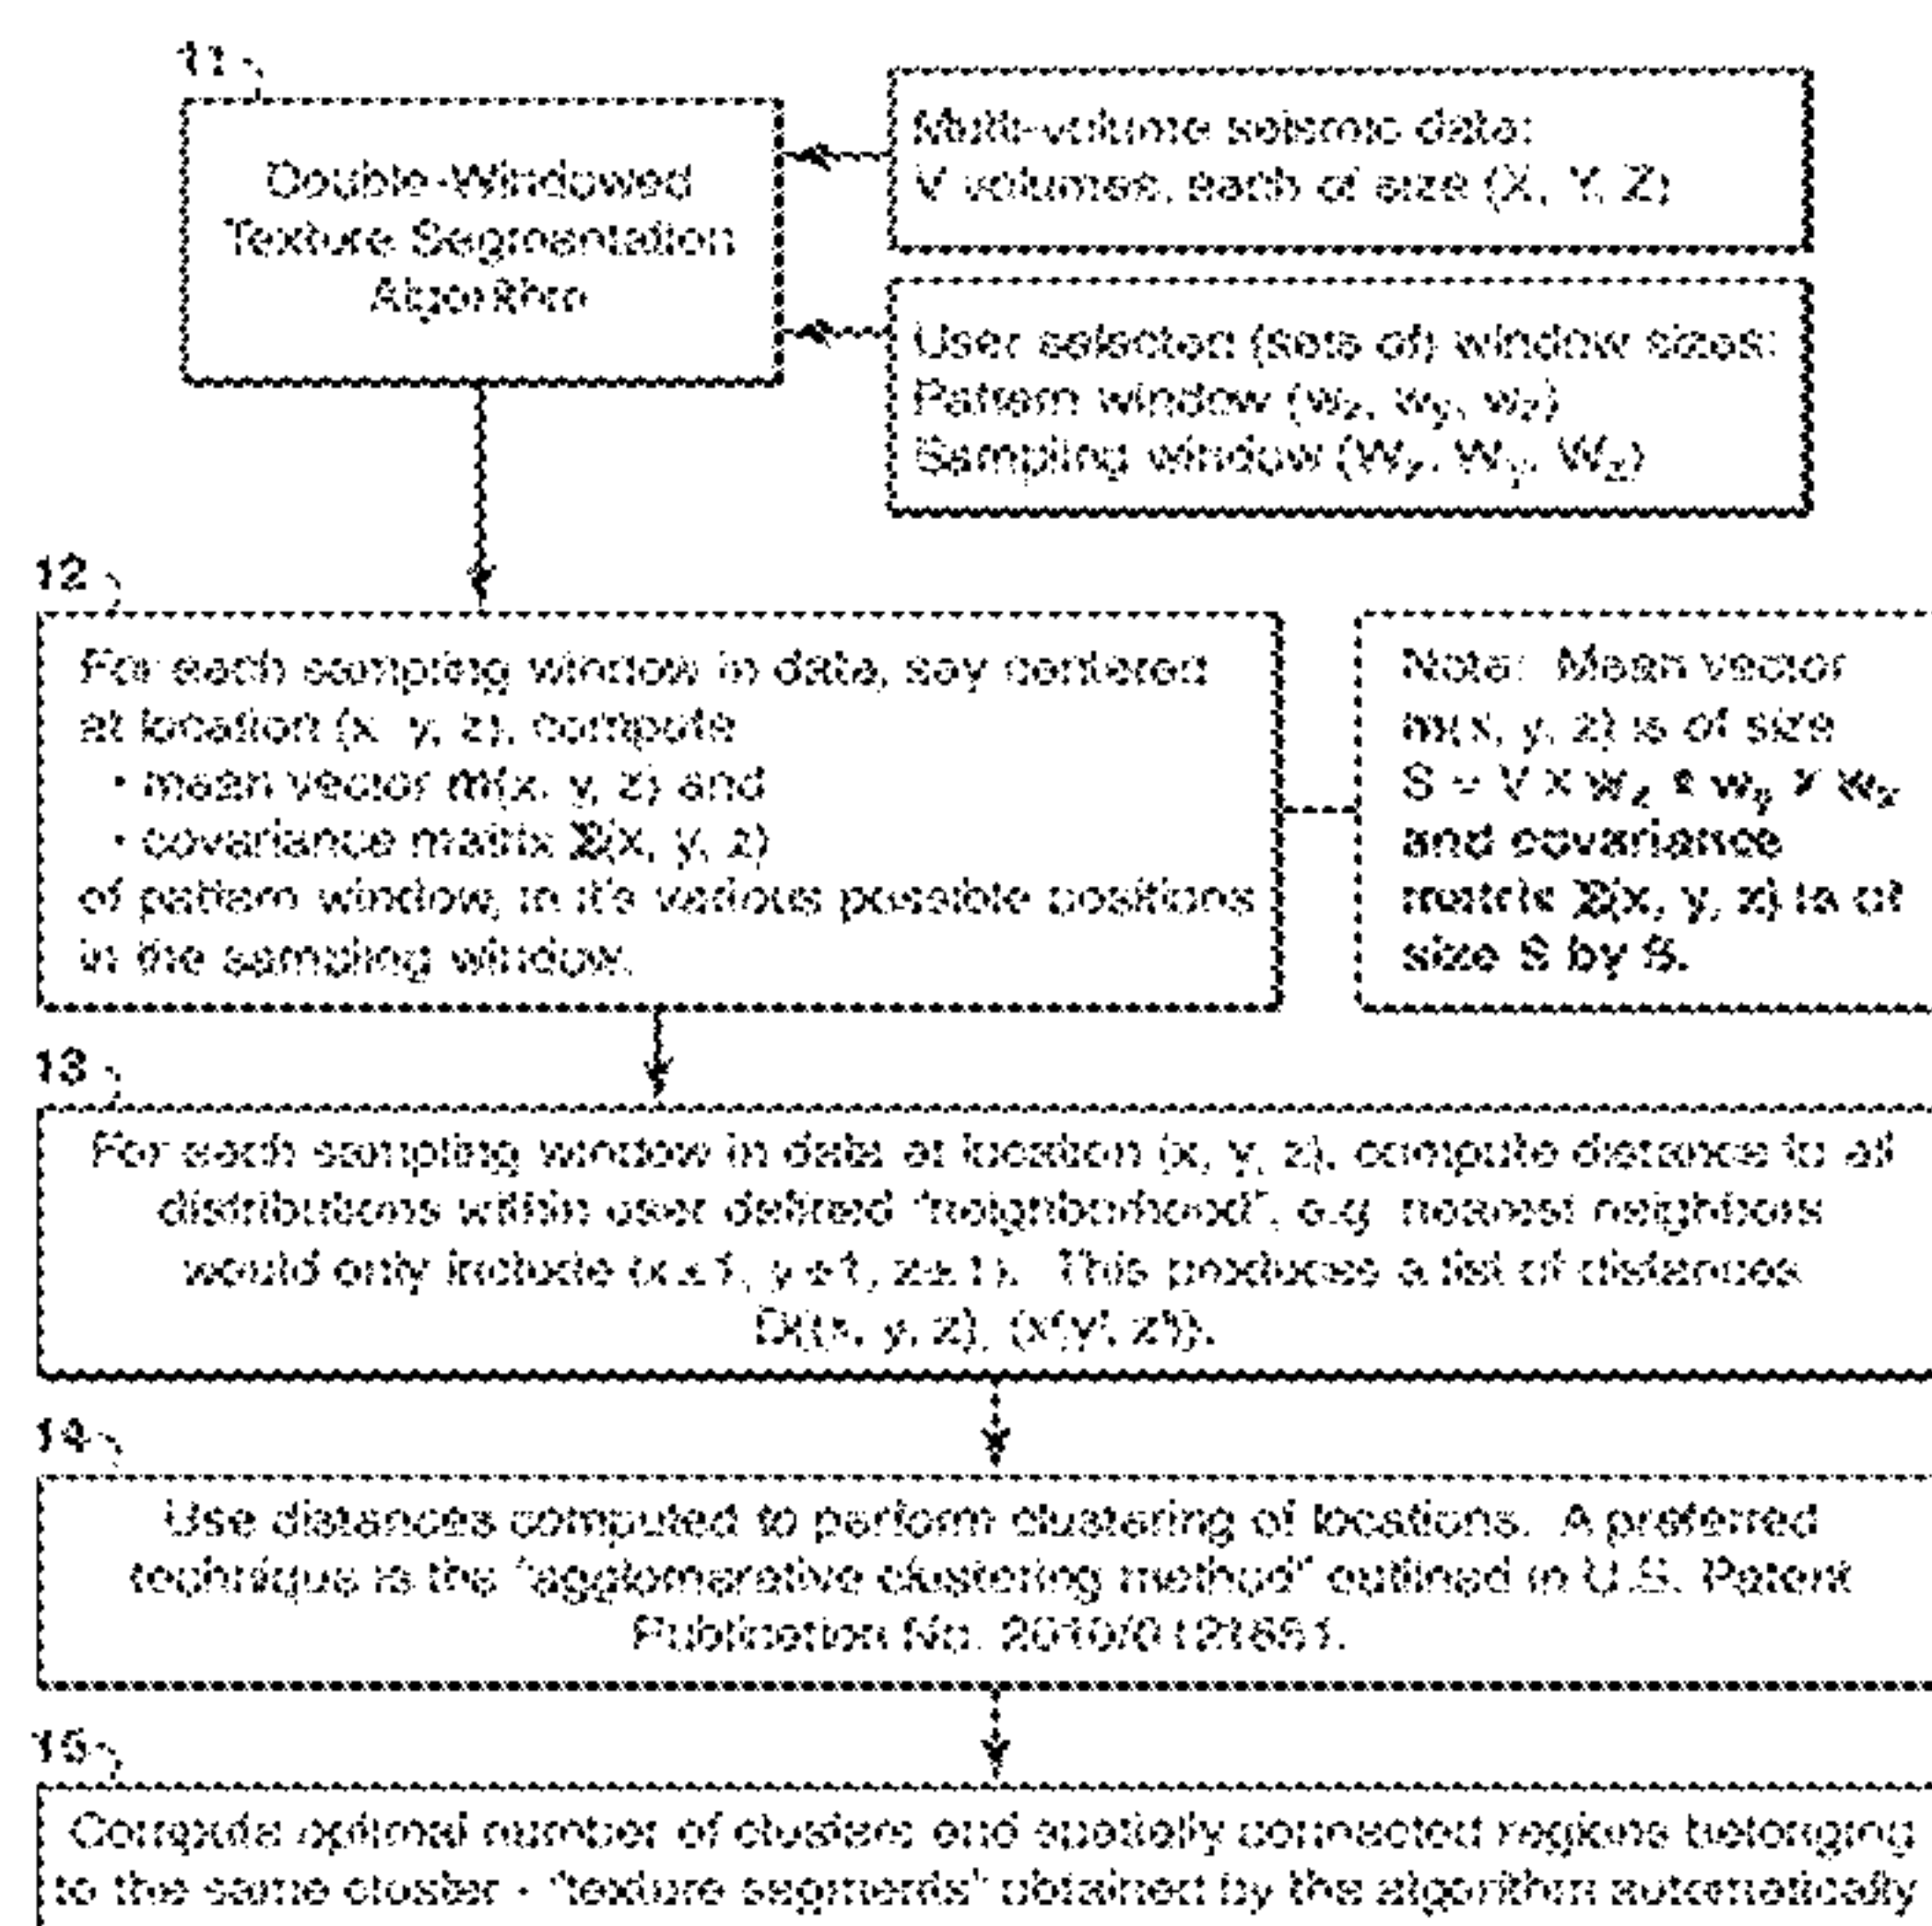 11
Double-Windowed
Texture Segmentation
Algorithm
Multi-volume seismic data:
V volumes, each of size (X, Y, Z)
User selected (sets of) window sizes:
Pattern window (wx, wy, wz)
Sampling window (Wx, Wy, Wz)
12
For each sampling window in data, say centered
at location (x, y, z), compute
• mean vector m(x, y, z) and
• covariance matrix Σ(x, y, z)
of pattern window, in it's various possible positions
in the sampling window.
Note: Mean vector
m(x, y, z) is of size
S = V × wz × wy × wx
and covariance
matrix Σ(x, y, z) is of
size S by S.
13
For each sampling window in data at location (x, y, z), compute distance to all
distributions within user defined "neighborhood", e.g. nearest neighbors
would only include (x±1, y±1, z±1). This produces a list of distances
D((x, y, z), (x', y', z')).
14
Use distances computed to perform clustering of locations. A preferred
technique is the "agglomerative clustering method" outlined in U.S. Patent
Publication No.
15
Compute optimal number of clusters and spatially connected regions belonging
to the same cluster - "texture segments" obtained by the algorithm automatically